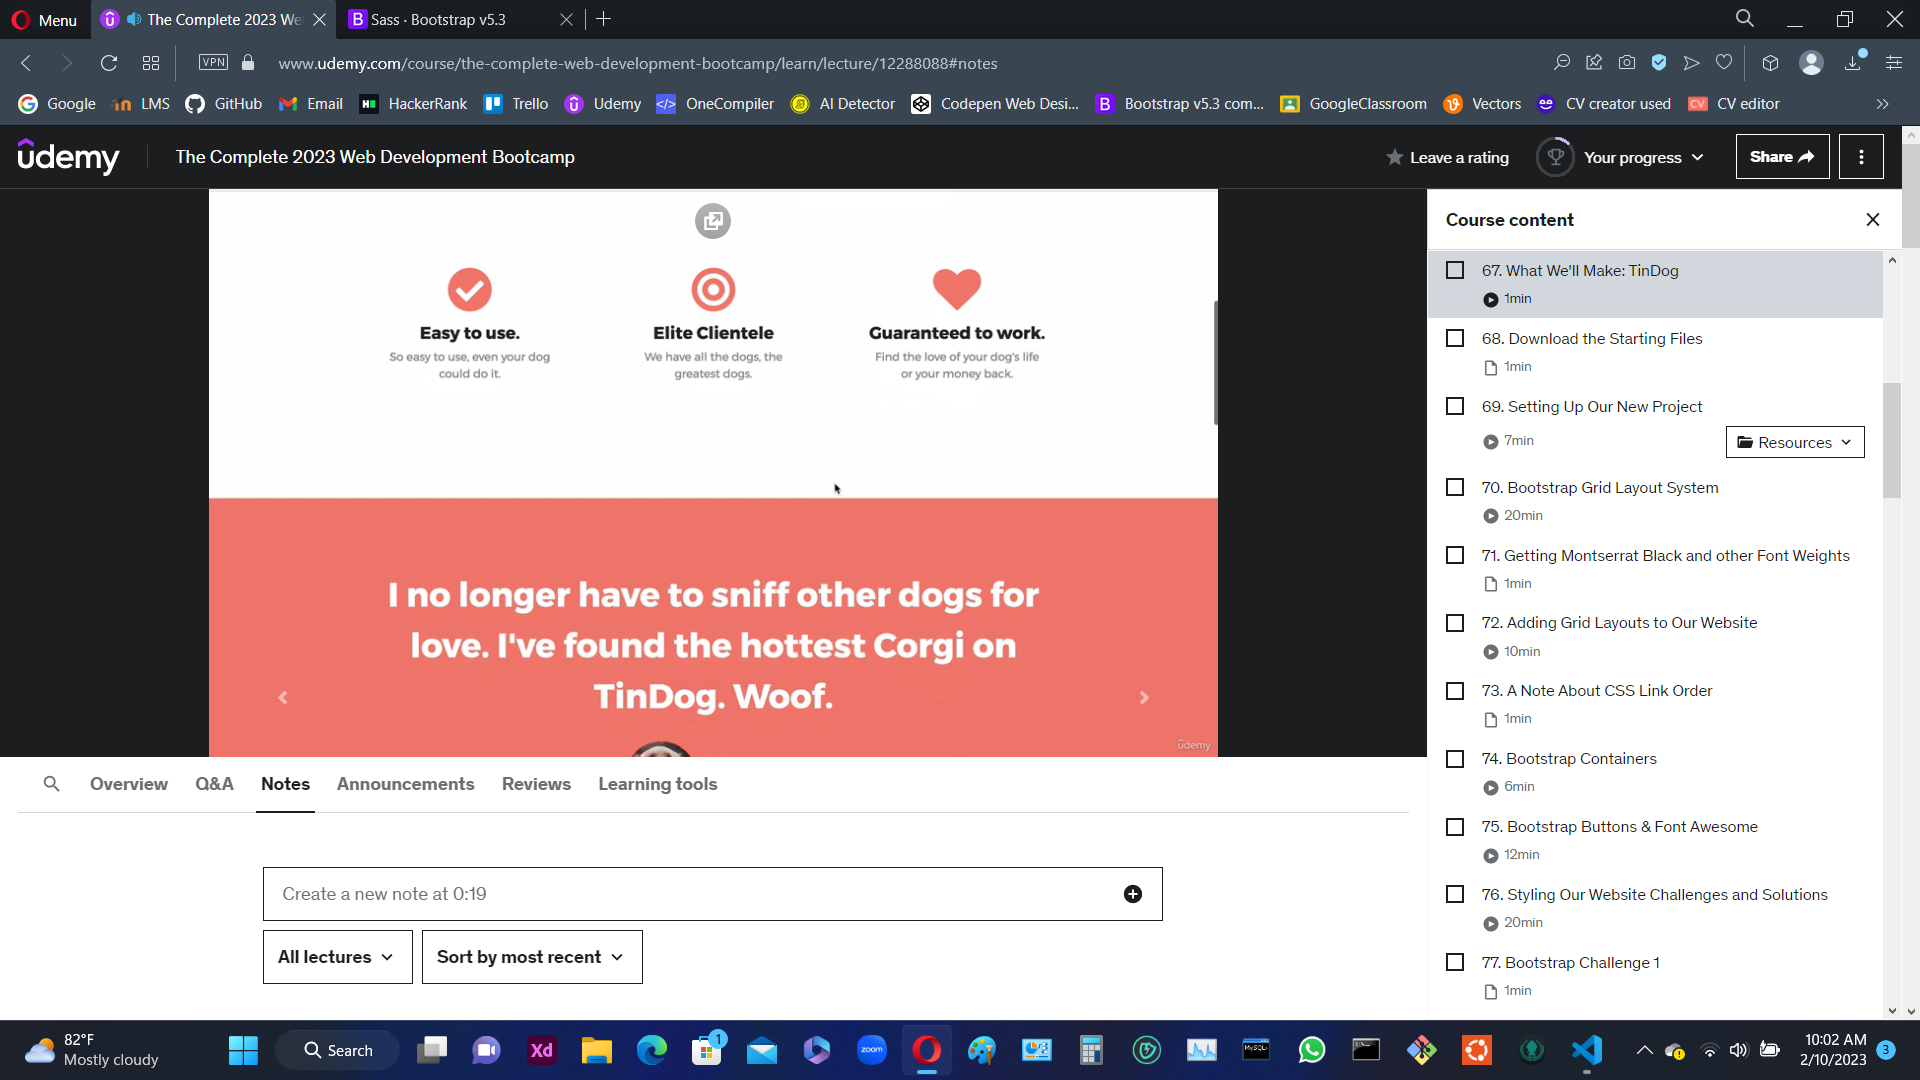 Menu
The Complete 2023 We
Sass · Bootstrap v5.3
VPN
www.udemy.com/course/the-complete-web-development-bootcamp/learn/lecture/12288088#notes
Google
LMS
GitHub
Email
HackerRank
Trello
Udemy
OneCompiler
AI Detector
Codepen Web Desi...
Bootstrap v5.3 com...
GoogleClassroom
Vectors
CV creator used
CV editor
udemy
The Complete 2023 Web Development Bootcamp
Leave a rating
Your progress
Share
Easy to use.
So easy to use, even your dog
could do it.
Elite Clientele
We have all the dogs, the
greatest dogs.
Guaranteed to work.
Find the love of your dog's life
or your money back.
I no longer have to sniff other dogs for
love. I've found the hottest Corgi on
TinDog. Woof.
udemy
Course content
67. What We'll Make: TinDog
1min
68. Download the Starting Files
1min
69. Setting Up Our New Project
7min
Resources
70. Bootstrap Grid Layout System
20min
71. Getting Montserrat Black and other Font Weights
1min
72. Adding Grid Layouts to Our Website
10min
73. A Note About CSS Link Order
1min
74. Bootstrap Containers
6min
75. Bootstrap Buttons & Font Awesome
12min
76. Styling Our Website Challenges and Solutions
20min
77. Bootstrap Challenge 1
1min
Overview
Q&A
Notes
Announcements
Reviews
Learning tools
Create a new note at 0:19
All lectures
Sort by most recent
82°F
Mostly cloudy
Search
Xd
1
zoom
MySQL
10:02 AM
2/10/2023
3